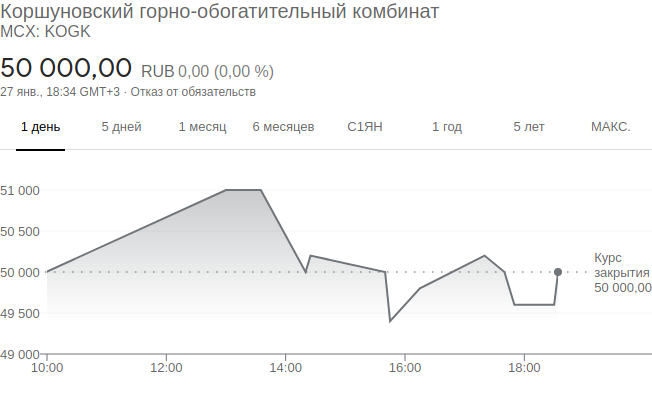 Коршуновский горно-обогатительный комбинат
MCX: KOGK
50 000,00 RUB 0,00 (0,00 %)
27 янв., 18:34 GMT+3 · Отказ от обязательств
1 день 5 дней 1 месяц 6 месяцев С1ЯН 1 год 5 лет МАКС.
51 000
50 500
50 000
49 500
49 000
Курс
закрытия
50 000,00
10:00 12:00 14:00 16:00 18:00